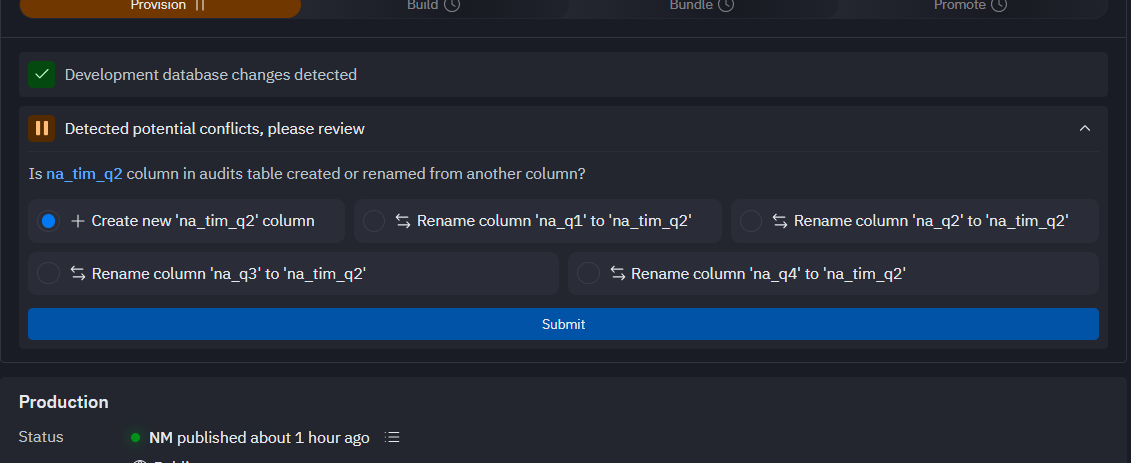 Provision
Build
Bundle
Promote
Development database changes detected
Detected potential conflicts, please review
Is na_tim_q2 column in audits table created or renamed from another column?
Create new 'na_tim_q2' column
Rename column 'na_q1' to 'na_tim_q2'
Rename column 'na_q2' to 'na_tim_q2'
Rename column 'na_q3' to 'na_tim_q2'
Rename column 'na_q4' to 'na_tim_q2'
Submit
Production
Status
NM published about 1 hour ago